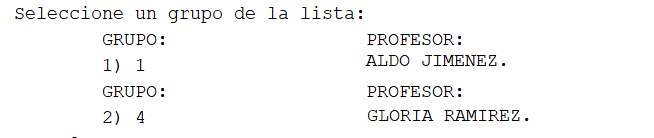 Seleccione un grupo de la lista:
GRUPO: PROFESOR:
1) 1 ALDO JIMENEZ.
GRUPO: PROFESOR:
2) 4 GLORIA RAMIREZ.